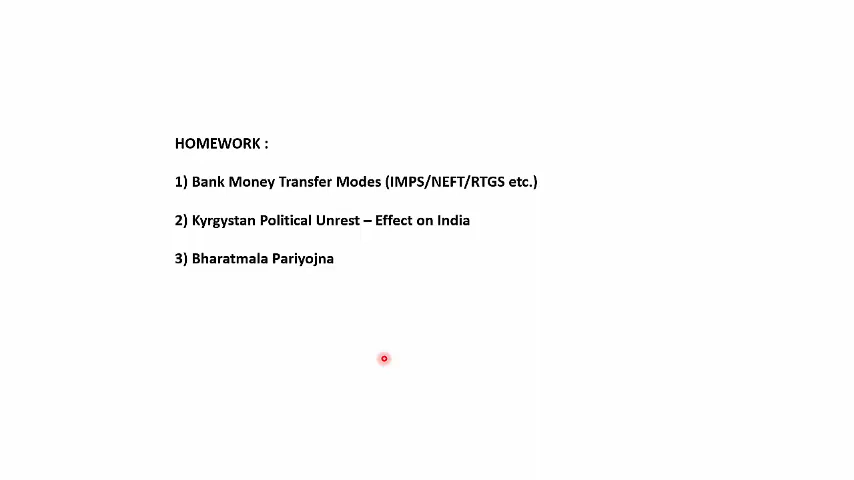 HOMEWORK :
1) Bank Money Transfer Modes (IMPS/NEFT/RTGS etc.)
2) Kyrgystan Political Unrest – Effect on India
3) Bharatmala Pariyojna